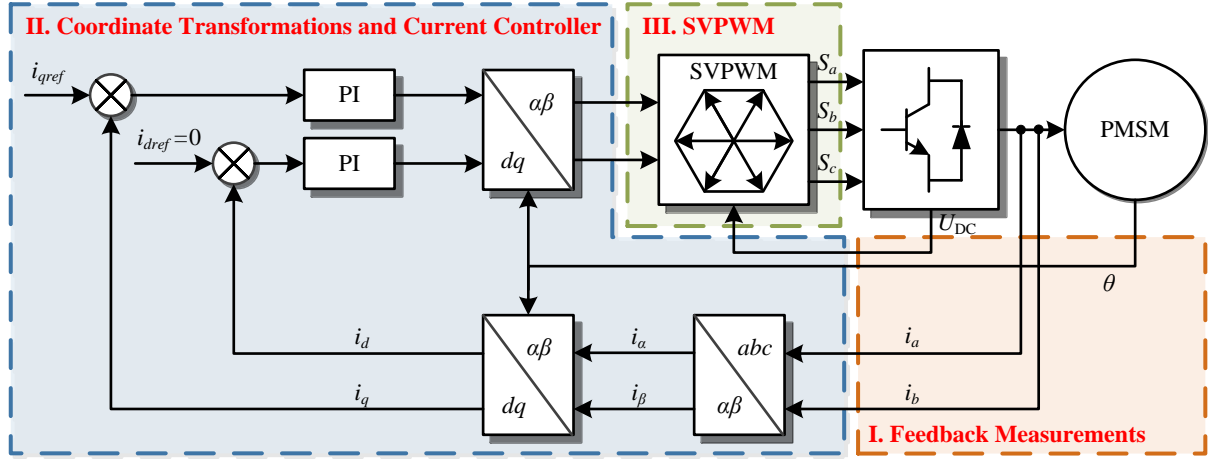 II. Coordinate Transformations and Current Controller
III. SVPWM
i_qref
PI
αβ
dq
SVPWM
S_a
S_b
S_c
PMSM
i_dref=0
PI
U_DC
θ
i_d
αβ
i_α
abc
i_a
i_q
dq
i_β
αβ
i_b
I. Feedback Measurements